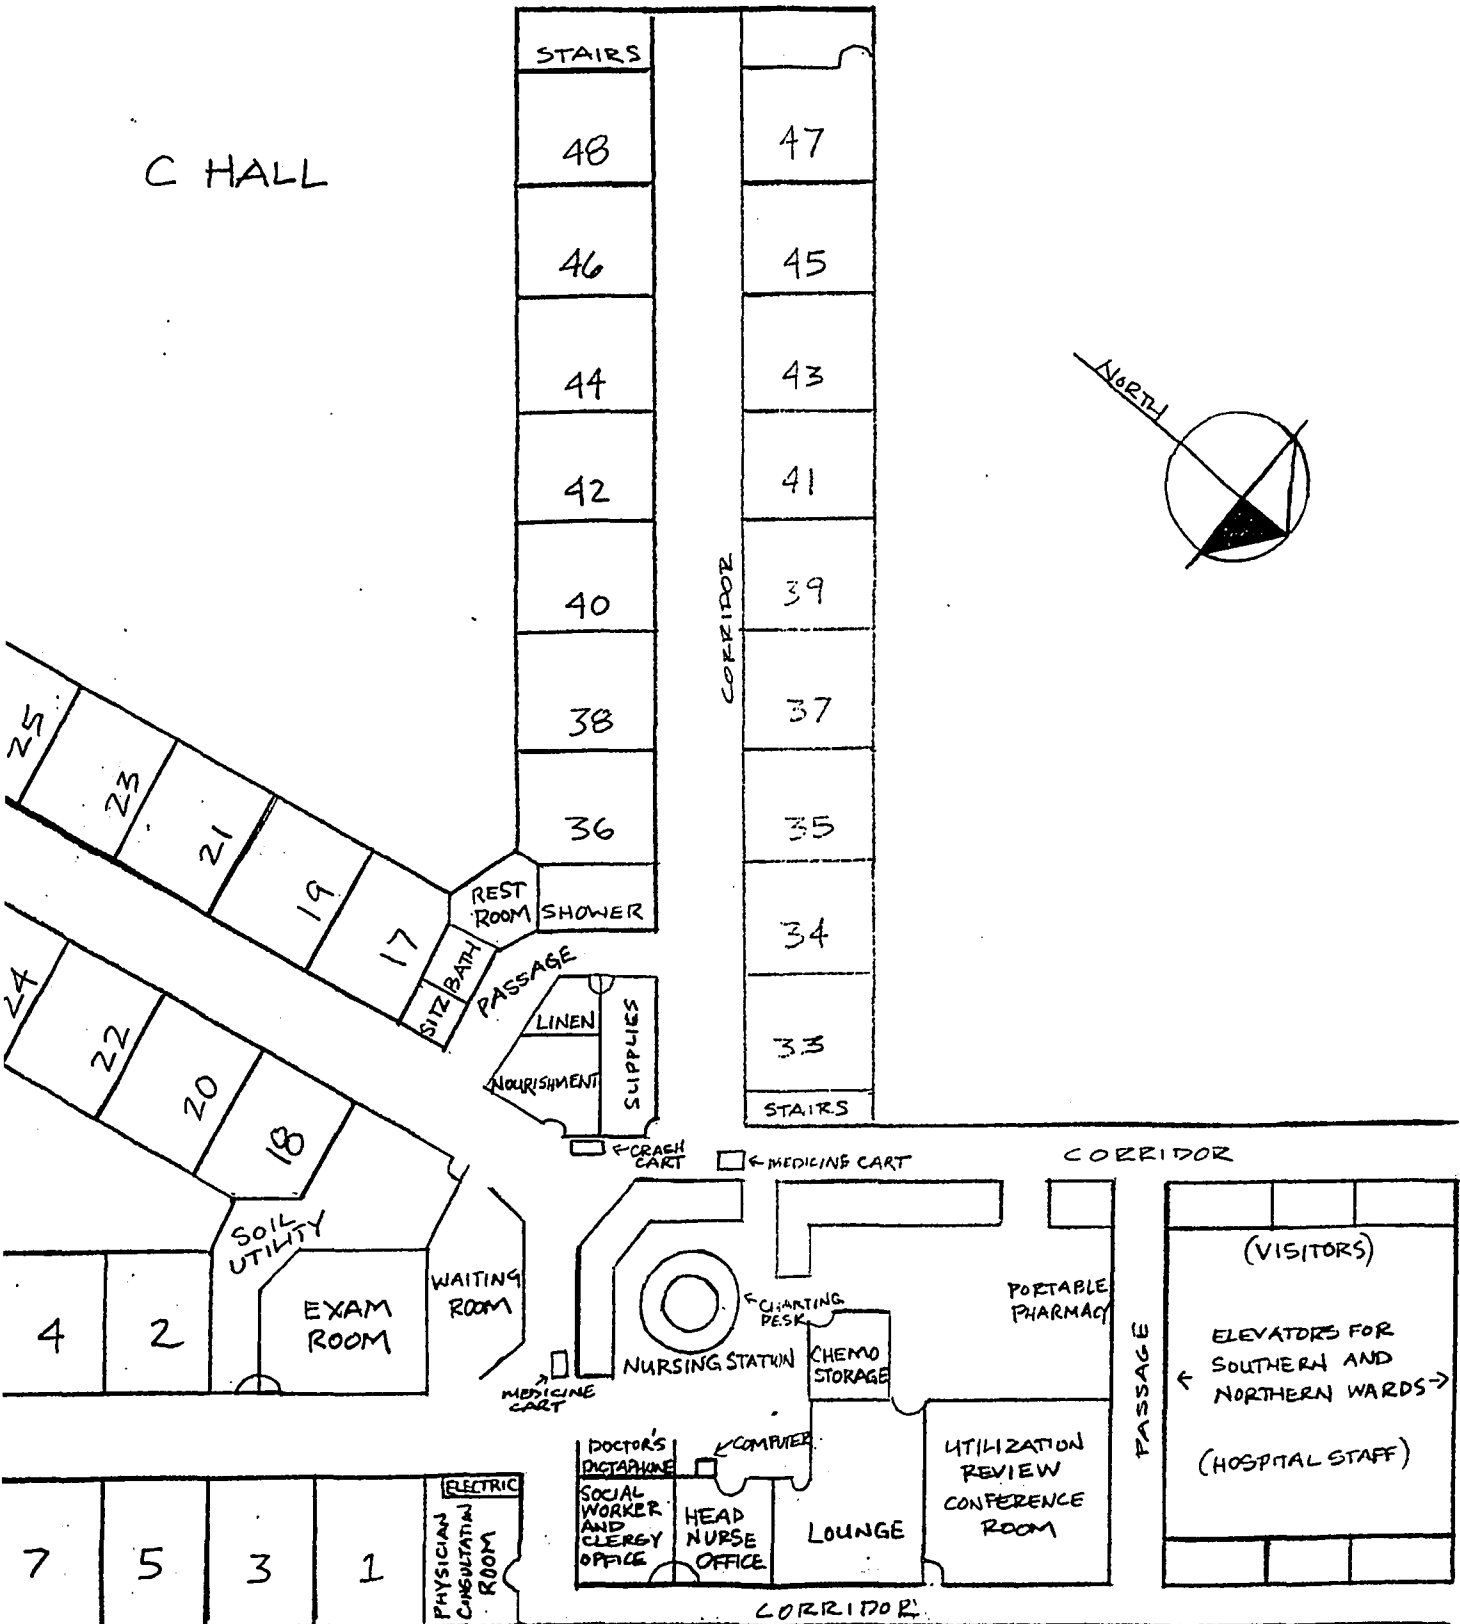 STAIRS
C HALL
48
47
46
45
44
43
NORTH
42
41
40
39
CORRIDOR
38
37
36
35
25
23
21
19
17
REST
ROOM
SHOWER
34
SITZ BATH
PASSAGE
LINEN
NOURISHMENT
SUPPLIES
33
STAIRS
24
22
20
18
←CRASH
CART
←MEDICINE CART
CORRIDOR
SOIL
UTILITY
4
2
EXAM
ROOM
WAITING
ROOM
←CHARTING
DESK
NURSING STATION
CHEMO
STORAGE
MEDICINE
CART
PORTABLE
PHARMACY
PASSAGE
(VISITORS)
ELEVATORS FOR
← SOUTHERN AND
NORTHERN WARDS→
(HOSPITAL STAFF)
DOCTOR'S
DICTAPHONE
COMPUTER
SOCIAL
WORKER
AND
CLERGY
OFFICE
HEAD
NURSE
OFFICE
LOUNGE
UTILIZATION
REVIEW
CONFERENCE
ROOM
7
5
3
1
ELECTRIC
PHYSICIAN
CONSULTATION
ROOM
CORRIDOR